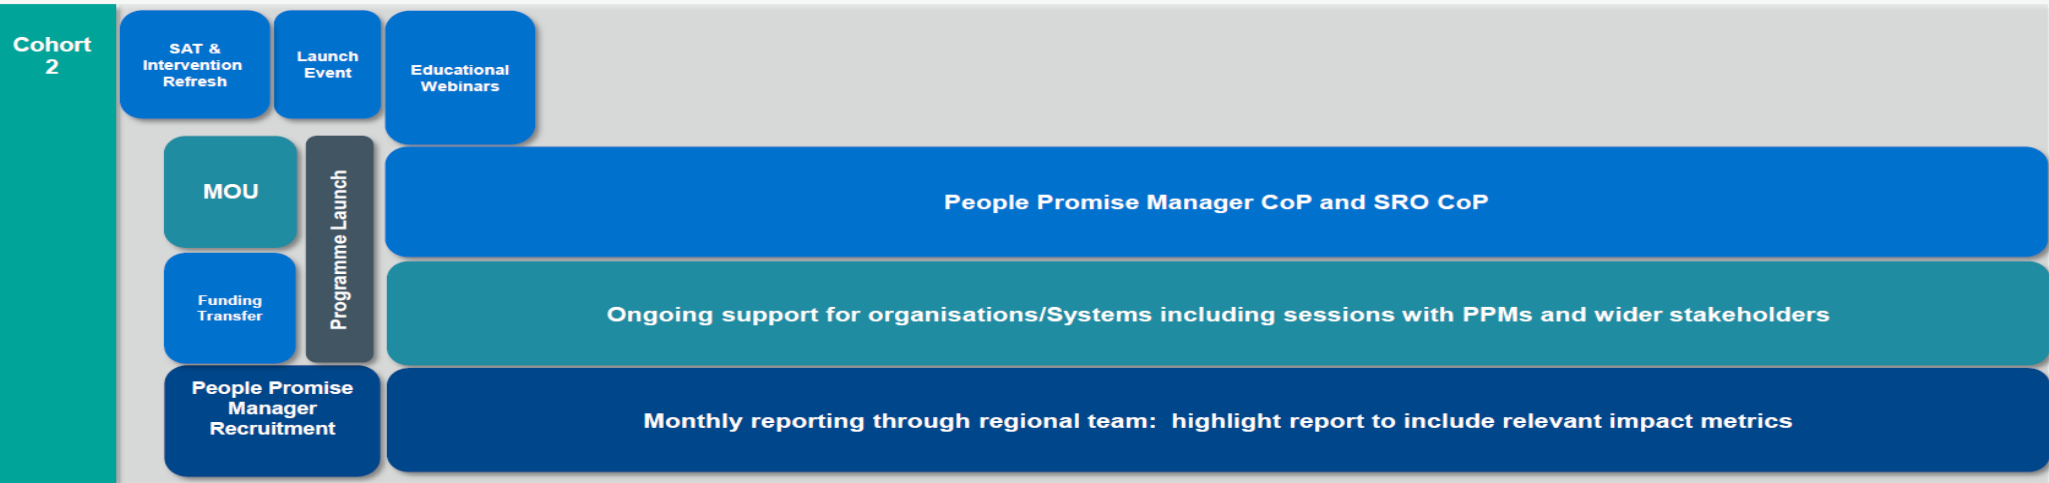 Cohort
2
SAT &
Intervention
Refresh
Launch
Event
Educational
Webinars
MOU
Programme Launch
People Promise Manager CoP and SRO CoP
Funding
Transfer
Ongoing support for organisations/Systems including sessions with PPMs and wider stakeholders
People Promise
Manager
Recruitment
Monthly reporting through regional team:  highlight report to include relevant impact metrics